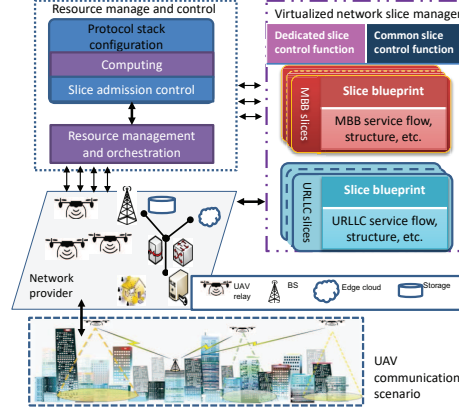 Resource manage and control
Protocol stack
configuration
Computing
Slice admission control
Resource management
and orchestration
Virtualized network slice manager
Dedicated slice
control function
Common slice
control function
MBB slices
Slice blueprint
MBB service flow,
structure, etc.
URLLC slices
Slice blueprint
URLLC service flow,
structure, etc.
Network
provider
UAV
relay
BS
Edge cloud
Storage
UAV
communication
scenario